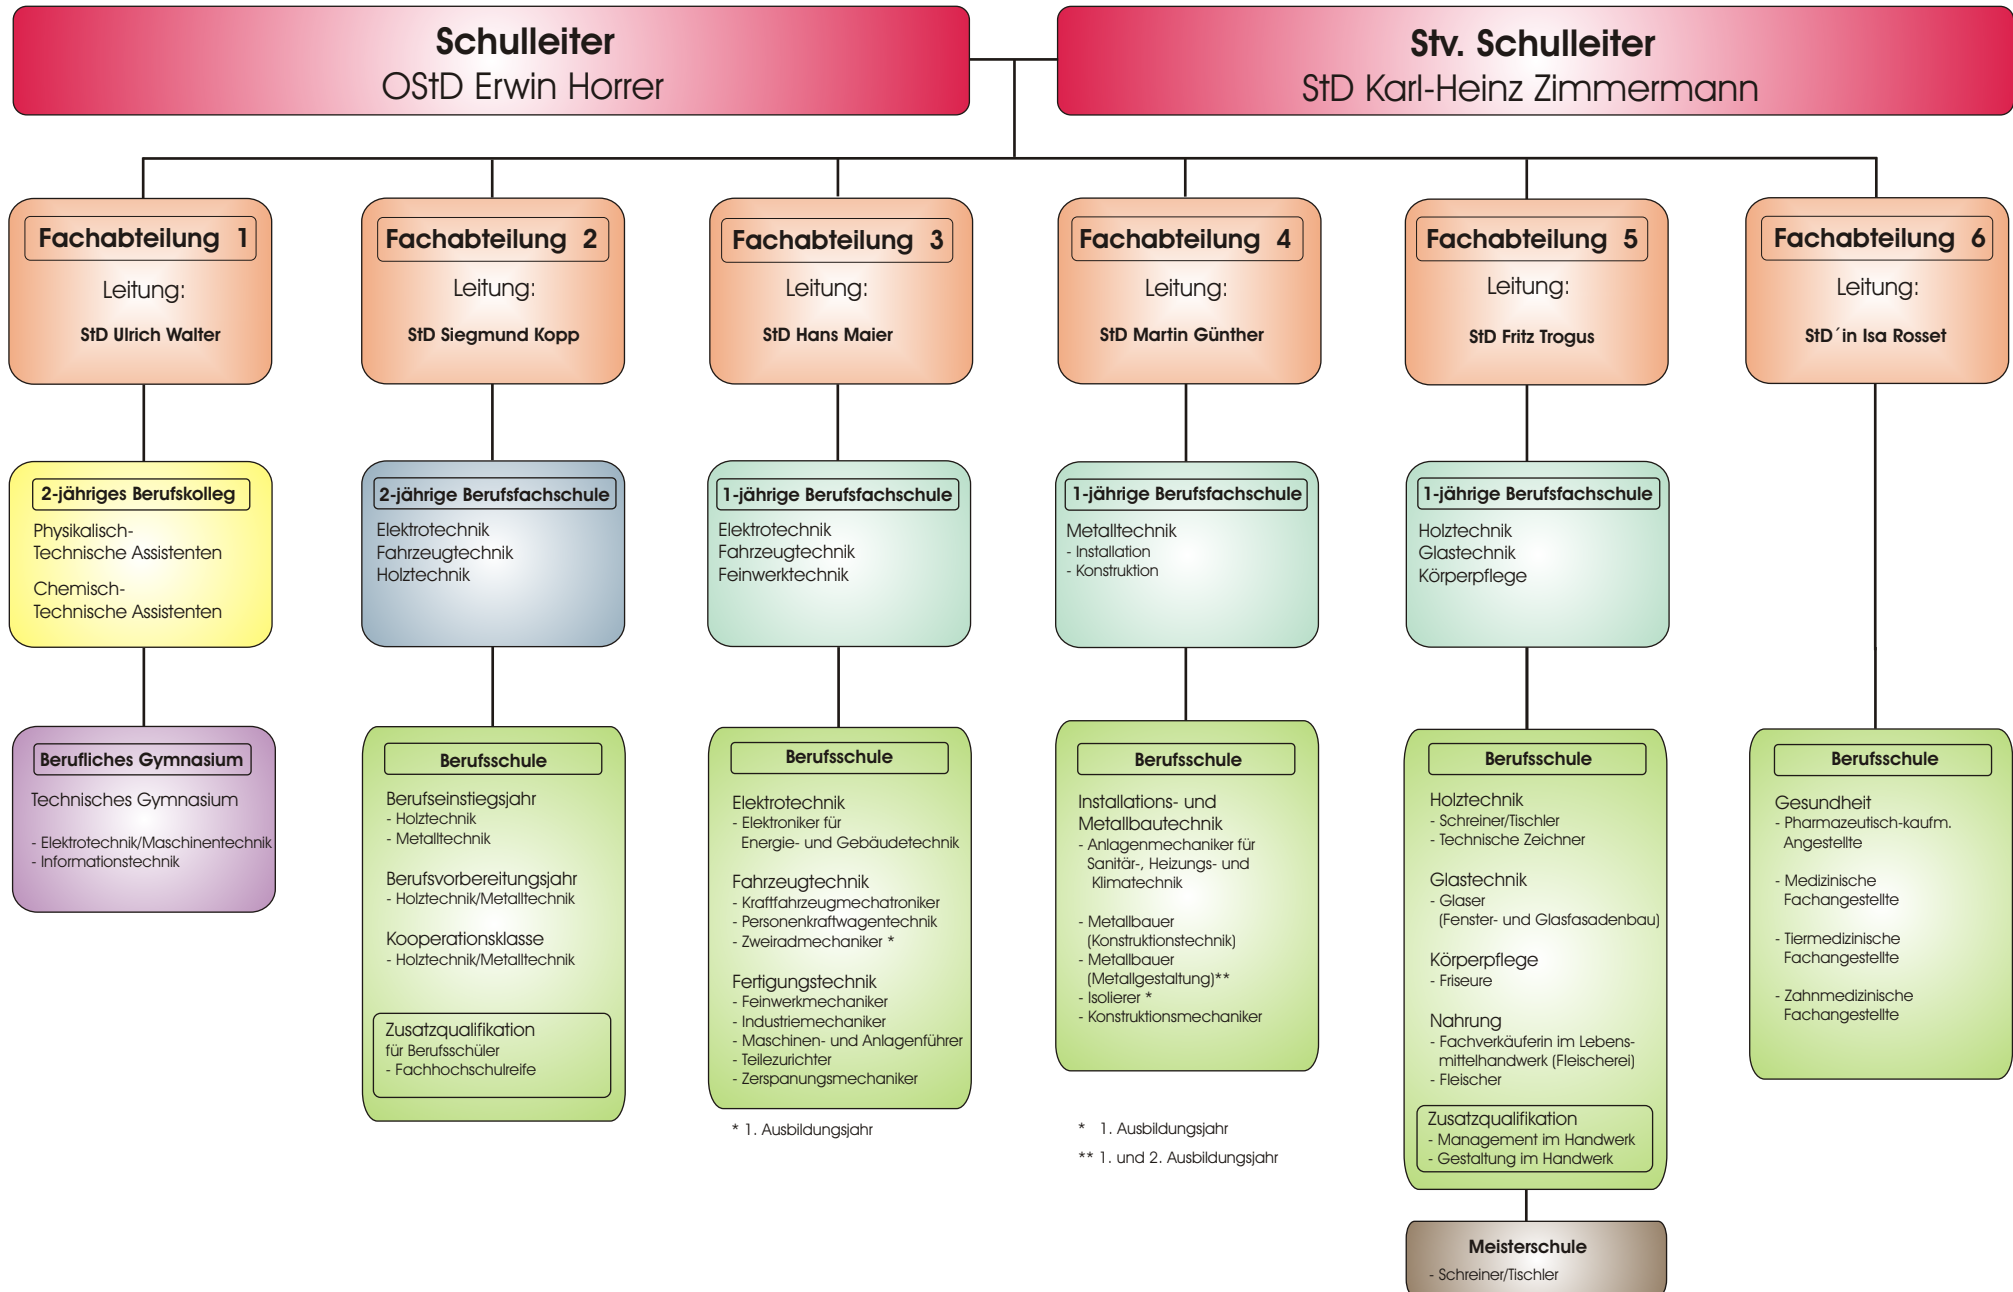 Schulleiter
OStD Erwin Horrer
Stv. Schulleiter
StD Karl-Heinz Zimmermann
Fachabteilung 1
Leitung:
StD Ulrich Walter
Fachabteilung 2
Leitung:
StD Siegmund Kopp
Fachabteilung 3
Leitung:
StD Hans Maier
Fachabteilung 4
Leitung:
StD Martin Günther
Fachabteilung 5
Leitung:
StD Fritz Trogus
Fachabteilung 6
Leitung:
StD´in Isa Rosset
2-jähriges Berufskolleg
Physikalisch-
Technische Assistenten
Chemisch-
Technische Assistenten
2-jährige Berufsfachschule
Elektrotechnik
Fahrzeugtechnik
Holztechnik
1-jährige Berufsfachschule
Elektrotechnik
Fahrzeugtechnik
Feinwerktechnik
1-jährige Berufsfachschule
Metalltechnik
- Installation
- Konstruktion
1-jährige Berufsfachschule
Holztechnik
Glastechnik
Körperpflege
Berufliches Gymnasium
Technisches Gymnasium
- Elektrotechnik/Maschinentechnik
- Informationstechnik
Berufsschule
Berufseinstiegsjahr
- Holztechnik
- Metalltechnik
Berufsvorbereitungsjahr
- Holztechnik/Metalltechnik
Kooperationsklasse
- Holztechnik/Metalltechnik
Zusatzqualifikation
für Berufsschüler
- Fachhochschulreife
Berufsschule
Elektrotechnik
- Elektroniker für
Energie- und Gebäudetechnik
Fahrzeugtechnik
- Kraftfahrzeugmechatroniker
- Personenkraftwagentechnik
- Zweiradmechaniker *
Fertigungstechnik
- Feinwerkmechaniker
- Industriemechaniker
- Maschinen- und Anlagenführer
- Teilezurichter
- Zerspanungsmechaniker
* 1. Ausbildungsjahr
Berufsschule
Installations- und
Metallbautechnik
- Anlagenmechaniker für
Sanitär-, Heizungs- und
Klimatechnik
- Metallbauer
(Konstruktionstechnik)
- Metallbauer
(Metallgestaltung)**
- Isolierer *
- Konstruktionsmechaniker
* 1. Ausbildungsjahr
** 1. und 2. Ausbildungsjahr
Berufsschule
Holztechnik
- Schreiner/Tischler
- Technische Zeichner
Glastechnik
- Glaser
(Fenster- und Glasfasadenbau)
Körperpflege
- Friseure
Nahrung
- Fachverkäuferin im Lebens-
mittelhandwerk (Fleischerei)
- Fleischer
Zusatzqualifikation
- Management im Handwerk
- Gestaltung im Handwerk
Meisterschule
- Schreiner/Tischler
Berufsschule
Gesundheit
- Pharmazeutisch-kaufm.
Angestellte
- Medizinische
Fachangestellte
- Tiermedizinische
Fachangestellte
- Zahnmedizinische
Fachangestellte